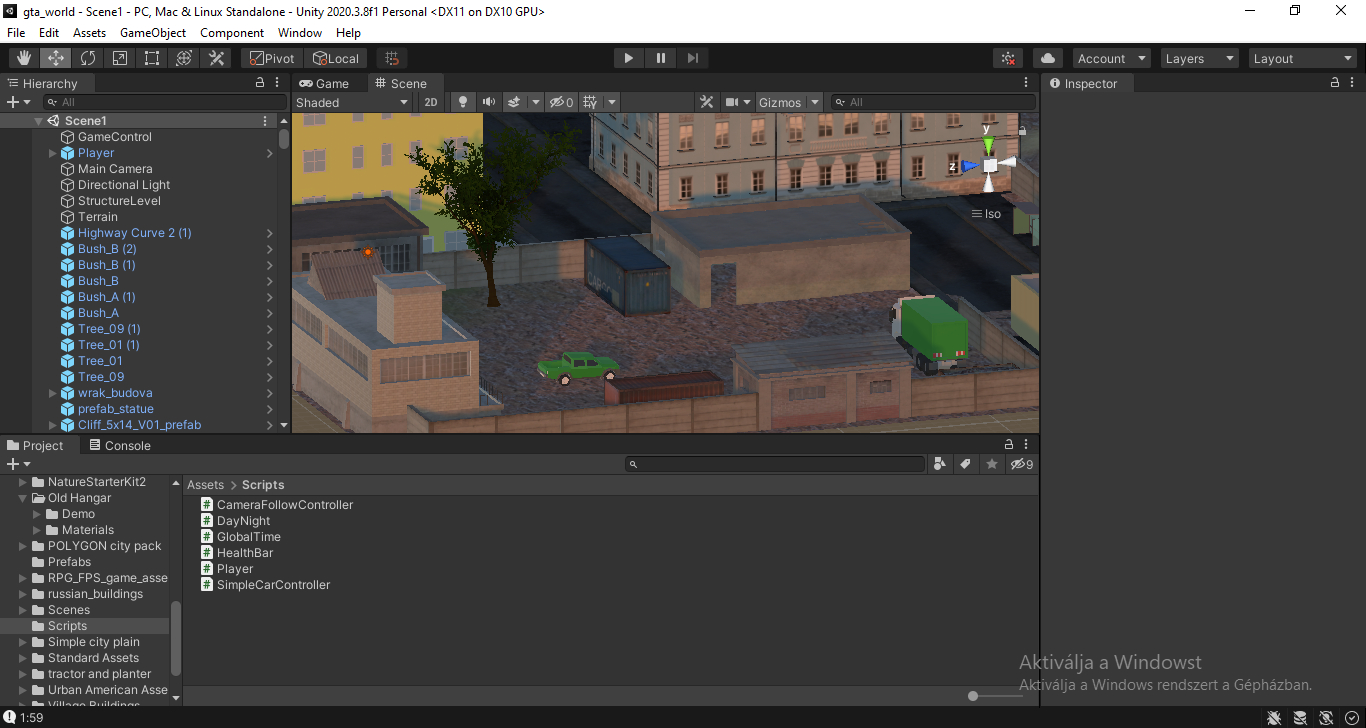 gta_world - Scene1 - PC, Mac & Linux Standalone - Unity 2020.3.8f1 Personal <DX11 on DX10 GPU>
File Edit Assets GameObject Component Window Help
Pivot Local Account Layers Layout
Hierarchy Game Scene Inspector
All Shaded 2D 0 Gizmos All
Scene1
GameControl
Player
Main Camera
Directional Light
StructureLevel
Terrain
Highway Curve 2 (1)
Bush_B (2)
Bush_B (1)
Bush_B
Bush_A (1)
Bush_A
Tree_09 (1)
Tree_01 (1)
Tree_01
Tree_09
wrak_budova
prefab_statue
Cliff_5x14_V01_prefab
y
z
Iso
CARGO
Project Console
9
NatureStarterKit2
Old Hangar
Demo
Materials
POLYGON city pack
Prefabs
RPG_FPS_game_asse
russian_buildings
Scenes
Scripts
Simple city plain
Standard Assets
tractor and planter
Urban American Asse
Village Buildings
Assets > Scripts
CameraFollowController
DayNight
GlobalTime
HealthBar
Player
SimpleCarController
Aktiválja a Windowst
Aktiválja a Windows rendszert a Gépházban.
1:59